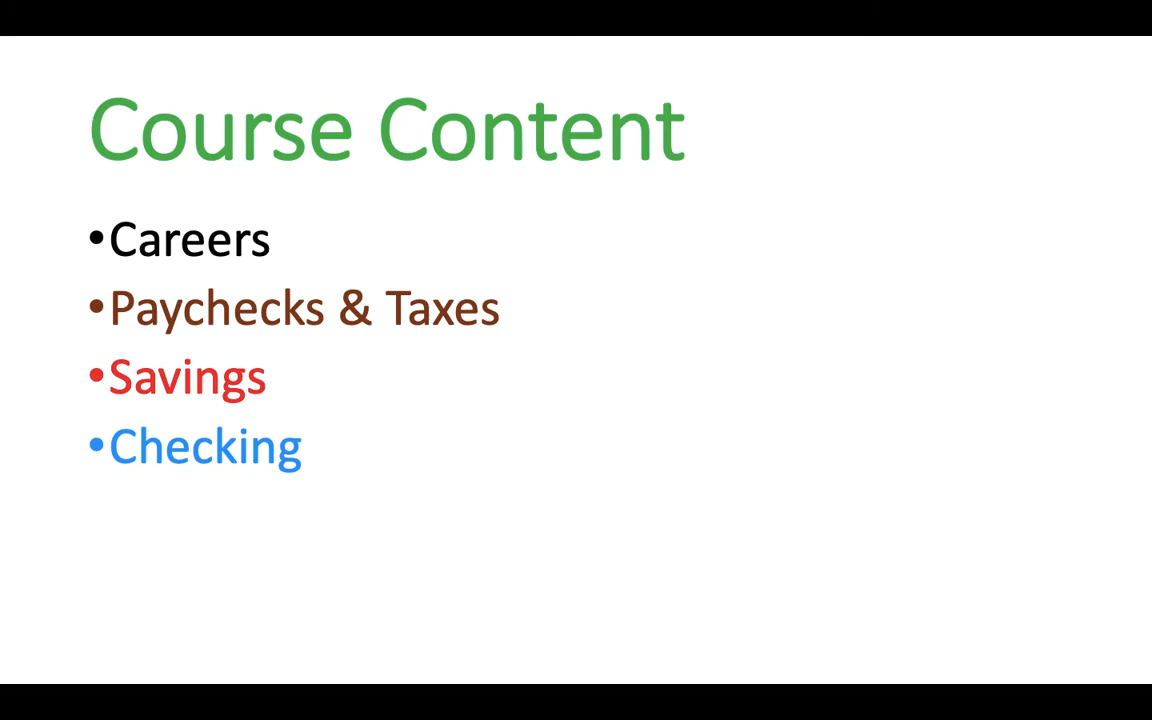 Course Content
•Careers
•Paychecks & Taxes
•Savings
•Checking